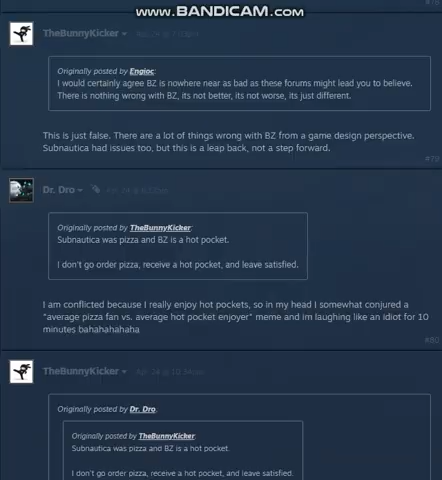 WWW.BANDICAM.COM
#78
TheBunnyKicker
Originally posted by Engioc:
I would certainly agree BZ is nowhere near as bad as these forums might lead you to believe.
There is nothing wrong with BZ, its not better, its not worse, its just different.
This is just false. There are a lot of things wrong with BZ from a game design perspective.
Subnautica had issues too, but this is a leap back, not a step forward.
#79
Dr. Dro
Originally posted by TheBunnyKicker:
Subnautica was pizza and BZ is a hot pocket.
I don't go order pizza, receive a hot pocket, and leave satisfied.
I am conflicted because I really enjoy hot pockets, so in my head I somewhat conjured a
"average pizza fan vs. average hot pocket enjoyer" meme and im laughing like an idiot for 10
minutes bahahahahaha
#80
TheBunnyKicker
Originally posted by Dr. Dro:
Originally posted by TheBunnyKicker:
Subnautica was pizza and BZ is a hot pocket.
I don't go order pizza, receive a hot pocket, and leave satisfied.